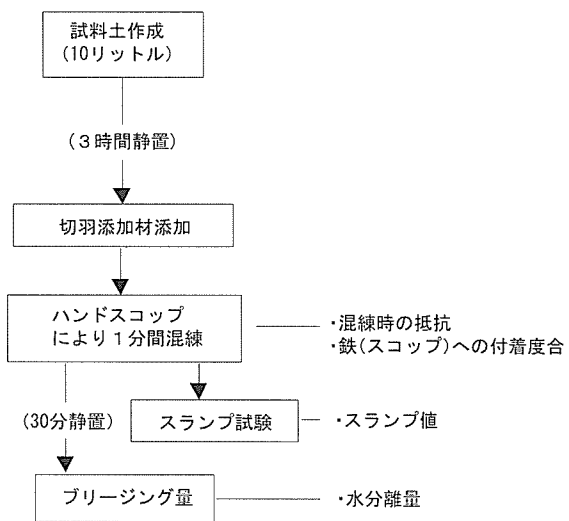 試料土作成
(10リットル)
(3時間静置)
切羽添加材添加
ハンドスコップ
により1分間混練
・混練時の抵抗
・鉄(スコップ)への付着度合
(30分静置)
スランプ試験
・スランプ値
ブリージング量
・水分離量